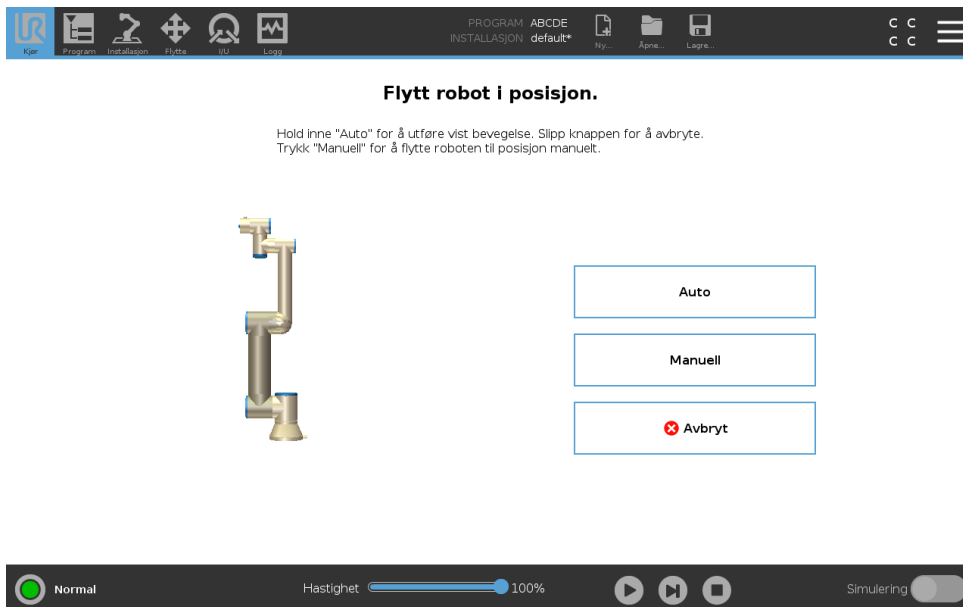 UR
Kjør
Program
Installasjon
Flytte
I/U
Logg
PROGRAM ABCDE
INSTALLASJON default*
Ny...
Åpne...
Lagre...
C C
C C
Flytt robot i posisjon.
Hold inne "Auto" for å utføre vist bevegelse. Slipp knappen for å avbryte.
Trykk "Manuell" for å flytte roboten til posisjon manuelt.
Auto
Manuell
Avbryt
Normal
Hastighet 100%
Simulering